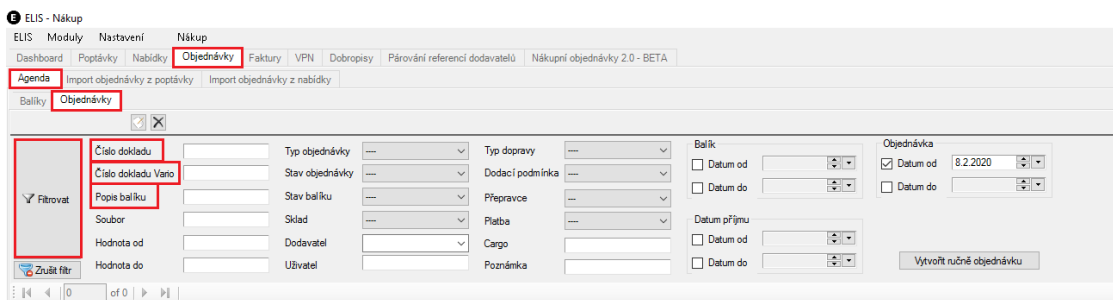 ELIS - Nákup
ELIS Moduly Nastavení Nákup
Dashboard Poptávky Nabídky Objednávky Faktury VPN Dobropisy Párování referencí dodavatelů Nákupní objednávky 2.0 - BETA
Agenda Import objednávky z poptávky Import objednávky z nabídky
Balíky Objednávky
Číslo dokladu Typ objednávky ---- Typ dopravy ---- Balík Objednávka
Číslo dokladu Vario Stav objednávky ---- Dodací podmínka ---- Datum od Datum od 8.2.2020
Filtrovat Popis balíku Stav balíku ---- Přepravce --- Datum do Datum do
Soubor Sklad ---- Platba ---- Datum příjmu
Hodnota od Dodavatel Cargo Datum od
Zrušit filtr Hodnota do Uživatel Poznámka Datum do Vytvořit ručně objednávku
0 of 0